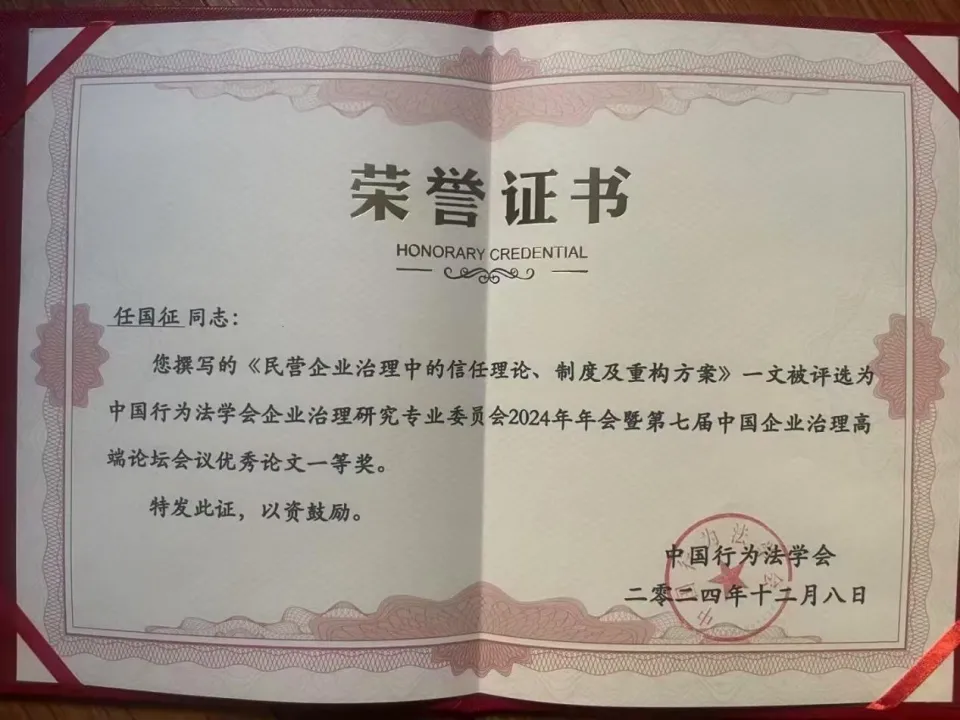 荣誉证书
HONORARY CREDENTIAL
任国征同志：
您撰写的《民营企业治理中的信任理论、制度及重构方案》一文被评选为
中国行为法学会企业治理研究专业委员会2024年年会暨第七届中国企业治理高
端论坛会议优秀论文一等奖。
特发此证，以资鼓励。
中国行为法学会
二零二四年十二月八日